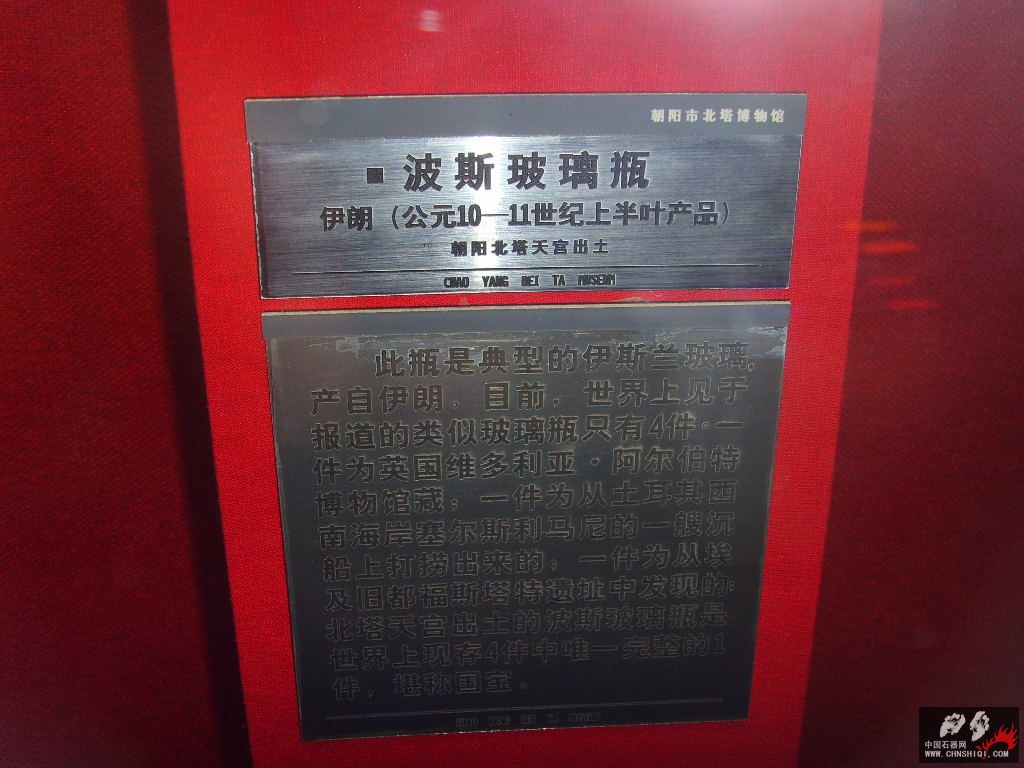 朝阳市北塔博物馆
波斯玻璃瓶
伊朗（公元10—11世纪上半叶产品）
朝阳北塔天宫出土
CHAO YANG BEI TA MUSEUM
此瓶是典型的伊斯兰玻璃,
产自伊朗。目前，世界上见于
报道的类似玻璃瓶只有4件。一
件为英国维多利亚·阿尔伯特
博物馆藏；一件为从土耳其西
南海岸塞尔斯利马尼的一艘沉
船上打捞出来的；一件为从埃
及旧都福斯塔特遗址中发现的；
北塔天宫出土的波斯玻璃瓶是
世界上现存4件中唯一完整的1
件，堪称国宝。
CHAO YANG BEI TA MUSEUM
中国石器网
WWW.CHNSHIQI.COM